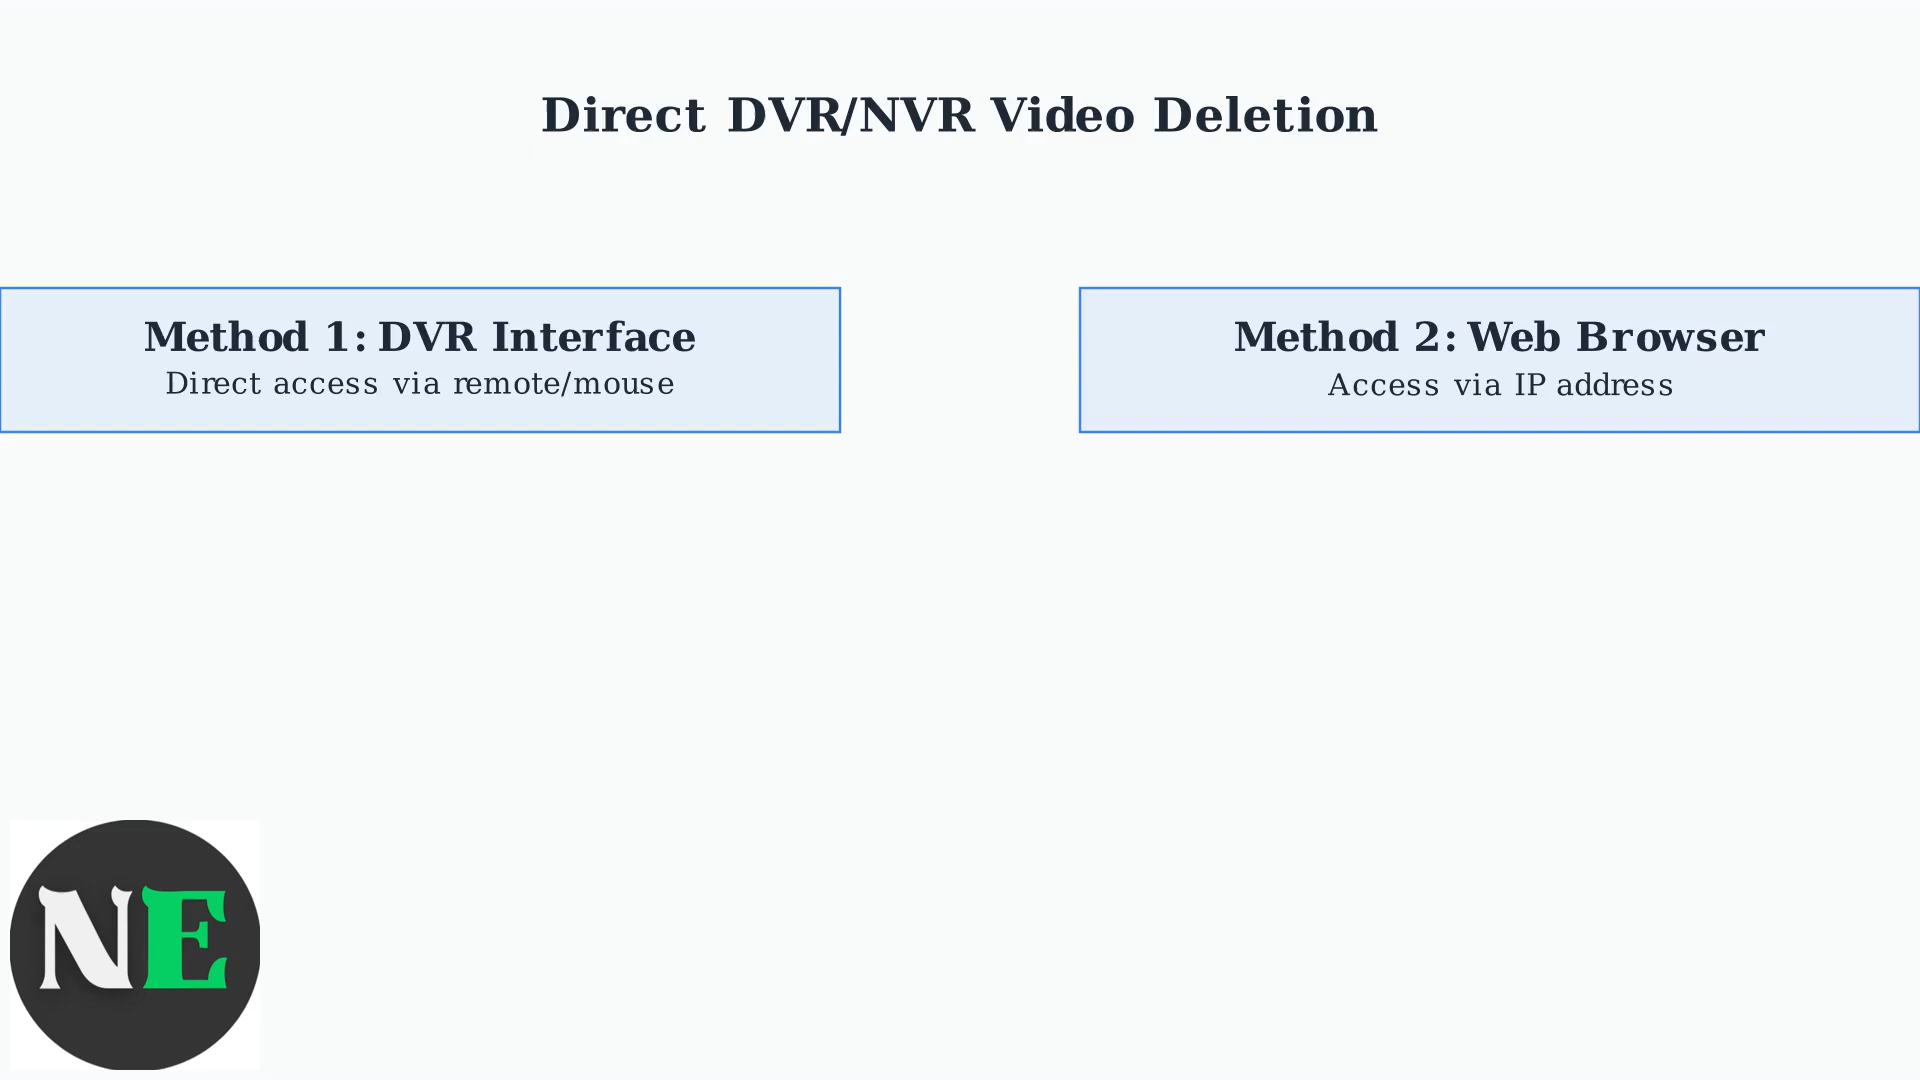 Direct DVR/NVR Video Deletion
Method 1: DVR Interface
Direct access via remote/mouse
Method 2: Web Browser
Access via IP address
NE